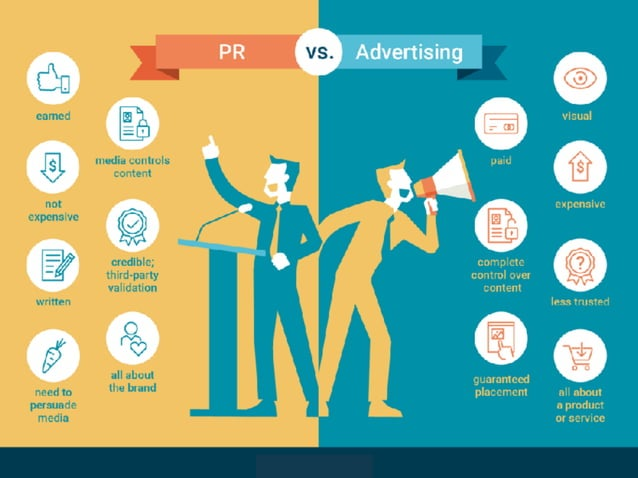 PR
vs.
Advertising
earned
media controls
content
not
expensive
credible;
third-party
validation
written
all about
the brand
need to
persuade
media
visual
paid
expensive
complete
control over
content
less trusted
guaranteed
placement
all about
a product
or service